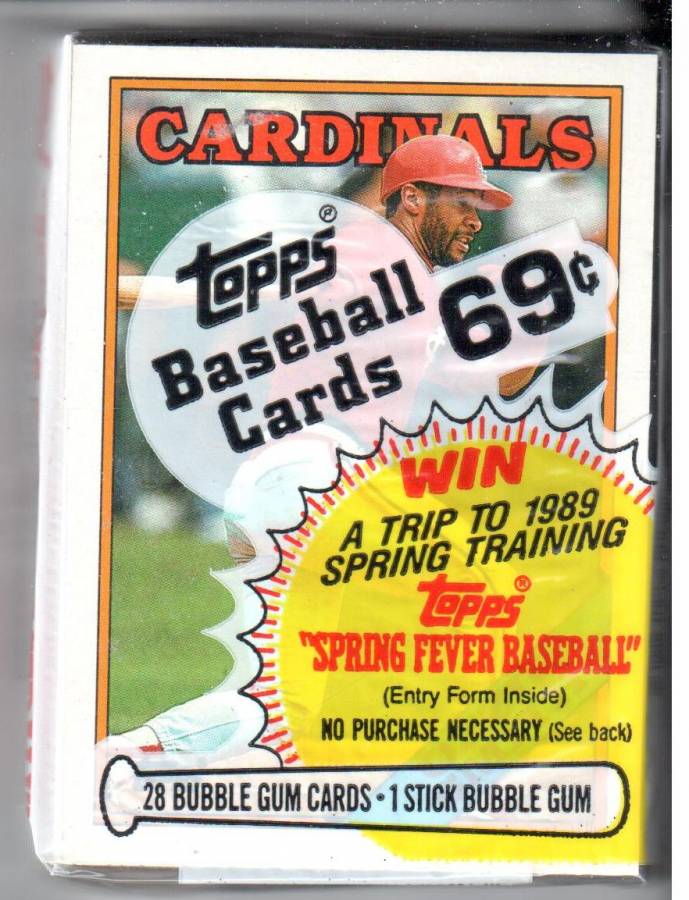 CARDINALS
Topps®
Baseball
Cards
69¢
WIN
A TRIP TO 1989
SPRING TRAINING
Topps®
"SPRING FEVER BASEBALL"
(Entry Form Inside)
NO PURCHASE NECESSARY (See back)
28 BUBBLE GUM CARDS • 1 STICK BUBBLE GUM